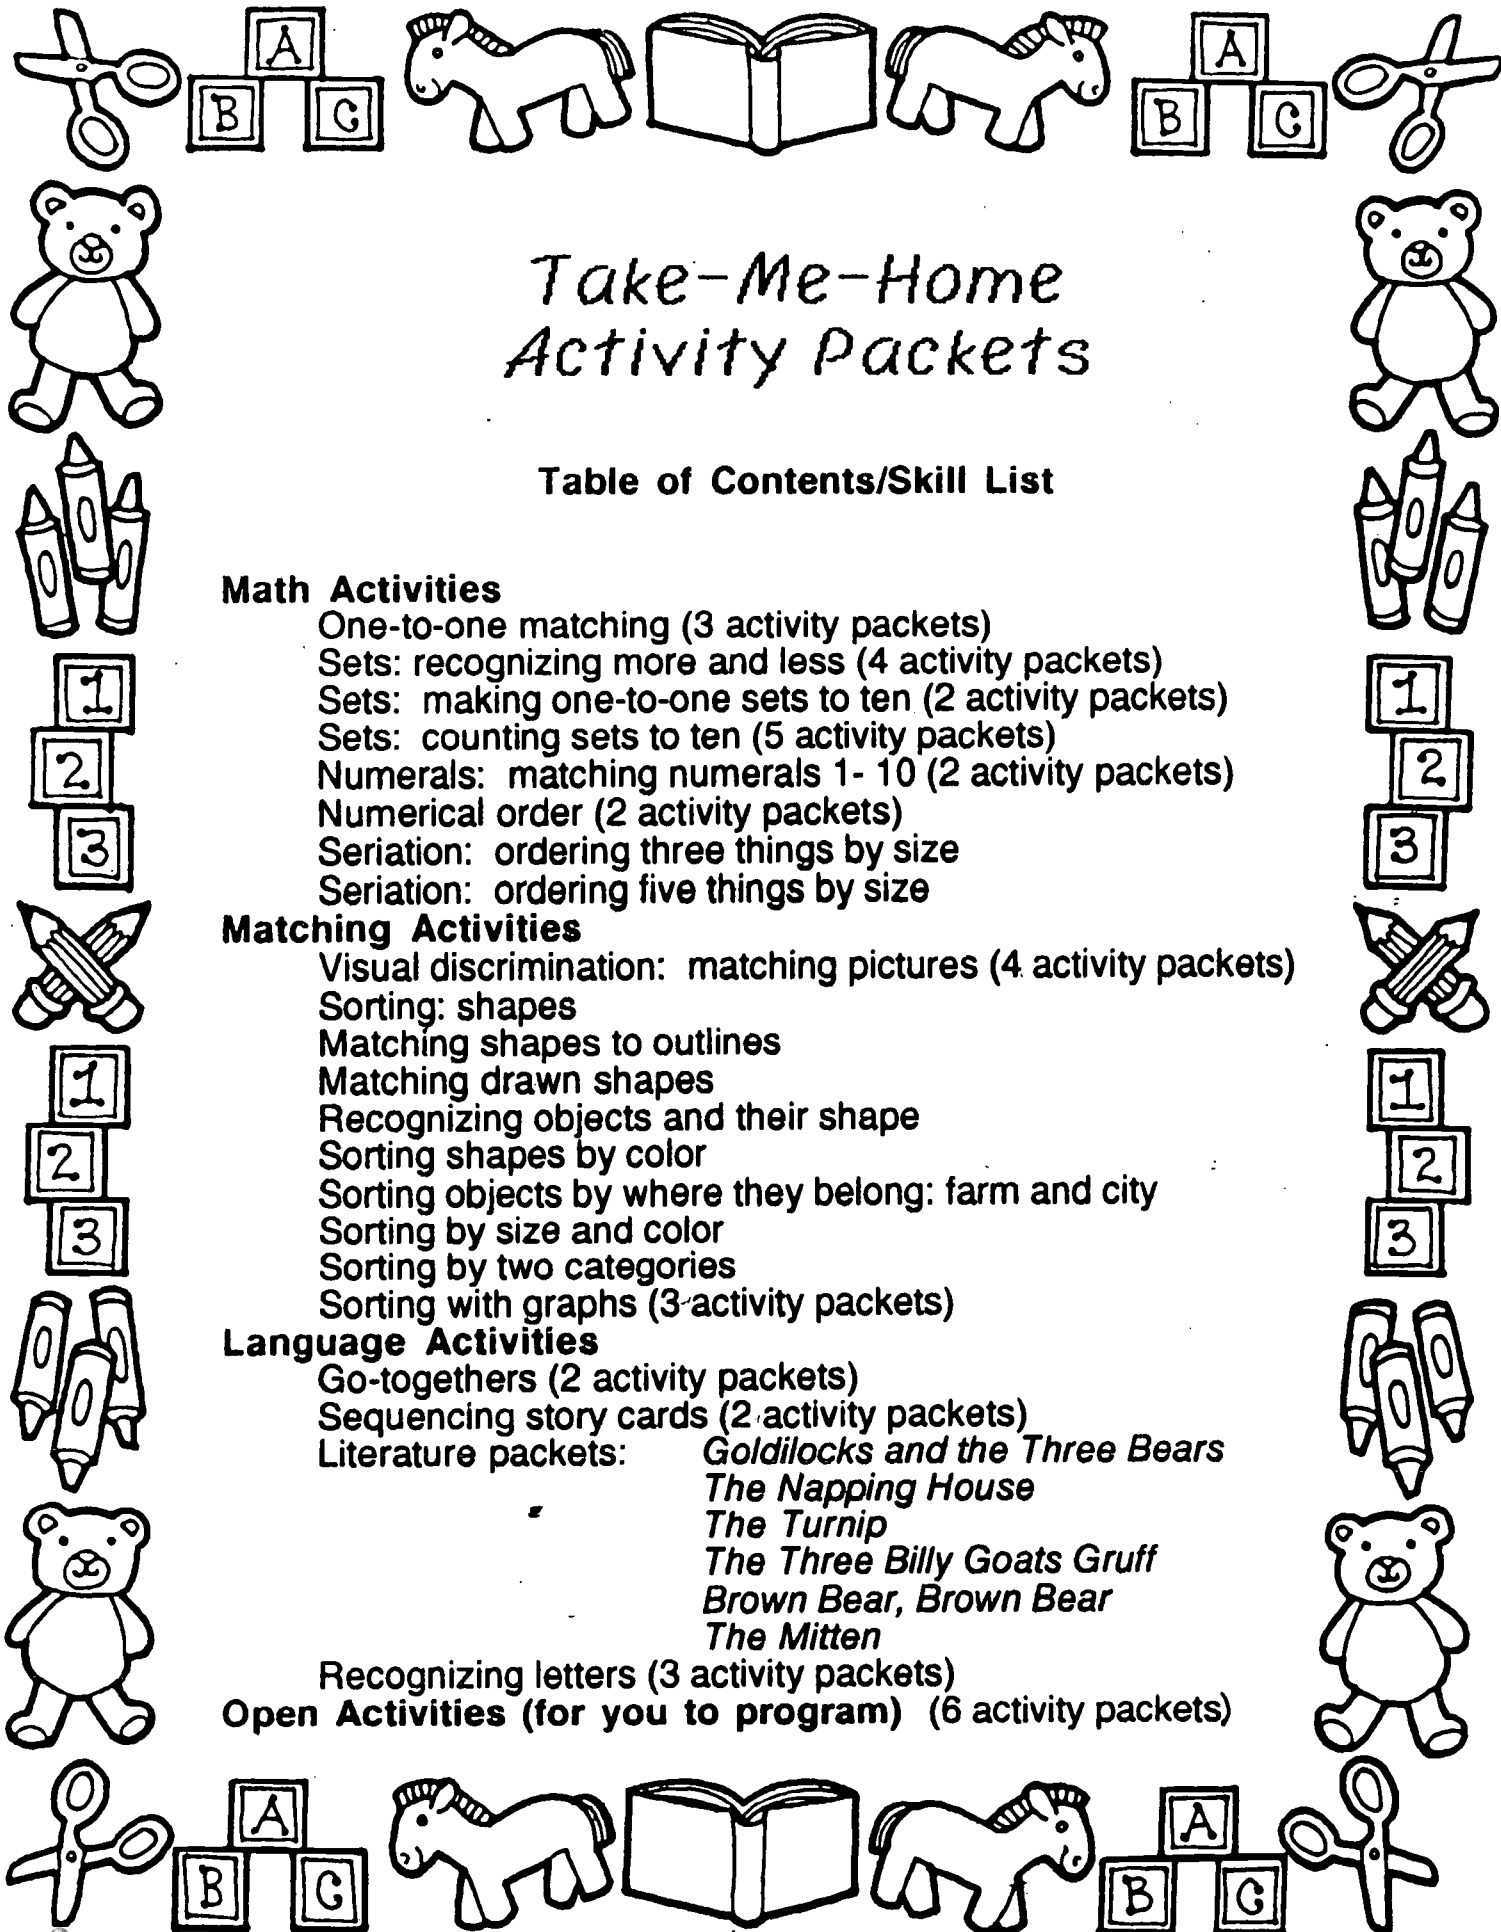 A
B C
A
B C
Take-Me-Home
Activity Packets
Table of Contents/Skill List
Math Activities
One-to-one matching (3 activity packets)
Sets: recognizing more and less (4 activity packets)
Sets: making one-to-one sets to ten (2 activity packets)
Sets: counting sets to ten (5 activity packets)
Numerals: matching numerals 1- 10 (2 activity packets)
Numerical order (2 activity packets)
Seriation: ordering three things by size
Seriation: ordering five things by size
Matching Activities
Visual discrimination: matching pictures (4 activity packets)
Sorting: shapes
Matching shapes to outlines
Matching drawn shapes
Recognizing objects and their shape
Sorting shapes by color
Sorting objects by where they belong: farm and city
Sorting by size and color
Sorting by two categories
Sorting with graphs (3 activity packets)
Language Activities
Go-togethers (2 activity packets)
Sequencing story cards (2 activity packets)
Literature packets: Goldilocks and the Three Bears
The Napping House
The Turnip
The Three Billy Goats Gruff
Brown Bear, Brown Bear
The Mitten
Recognizing letters (3 activity packets)
Open Activities (for you to program) (6 activity packets)
1
2
3
1
2
3
1
2
3
1
2
3
A
B C
A
B C